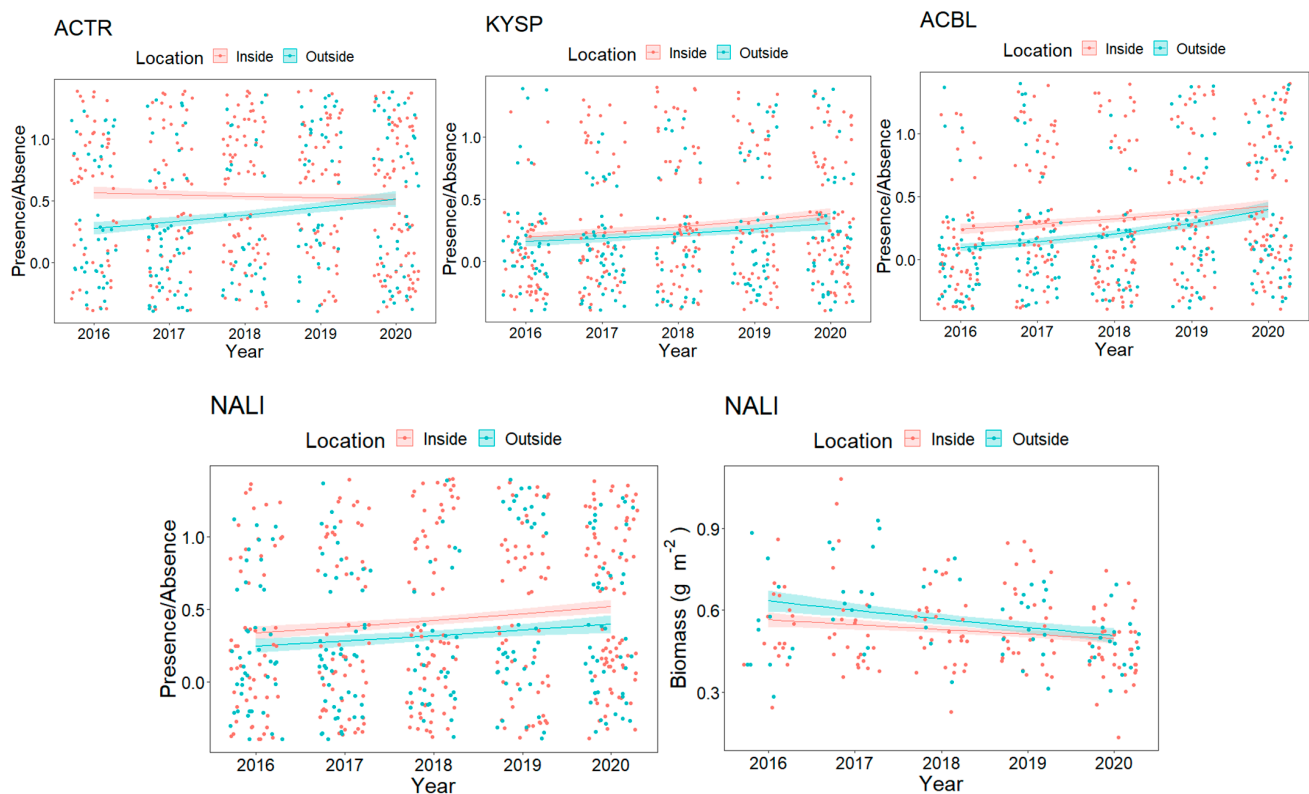 ACTR
Location Inside Outside
Presence/Absence
1.0
0.5
0.0
2016 2017 2018 2019 2020
Year
KYSP
Location Inside Outside
Presence/Absence
1.0
0.5
0.0
2016 2017 2018 2019 2020
Year
ACBL
Location Inside Outside
Presence/Absence
1.0
0.5
0.0
2016 2017 2018 2019 2020
Year
NALI
Location Inside Outside
Presence/Absence
1.0
0.5
0.0
2016 2017 2018 2019 2020
Year
NALI
Location Inside Outside
Biomass (g m⁻²)
0.9
0.6
0.3
2016 2017 2018 2019 2020
Year